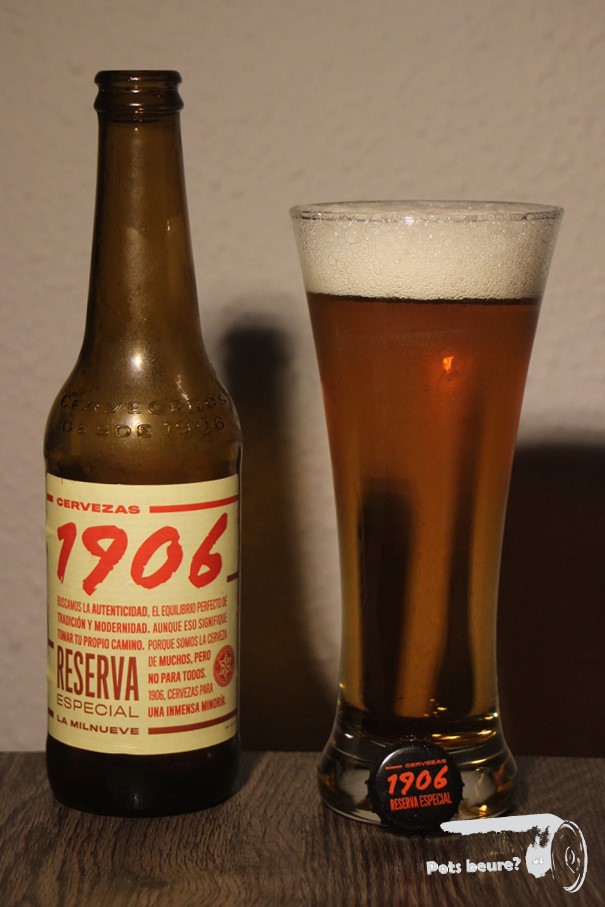 CERVECEROS
DESDE 1906
CERVEZAS
1906
BUSCAMOS LA AUTENTICIDAD, EL EQUILIBRIO PERFECTO DE
TRADICIÓN Y MODERNIDAD. AUNQUE ESO SIGNIFIQUE
TOMAR TU PROPIO CAMINO. PORQUE SOMOS LA CERVEZA
DE MUCHOS, PERO
NO PARA TODOS.
1906, CERVEZAS PARA
UNA INMENSA MINORÍA.
RESERVA
ESPECIAL
LA MILNUEVE
CERVEZAS
1906
RESERVA ESPECIAL
Pots beure?